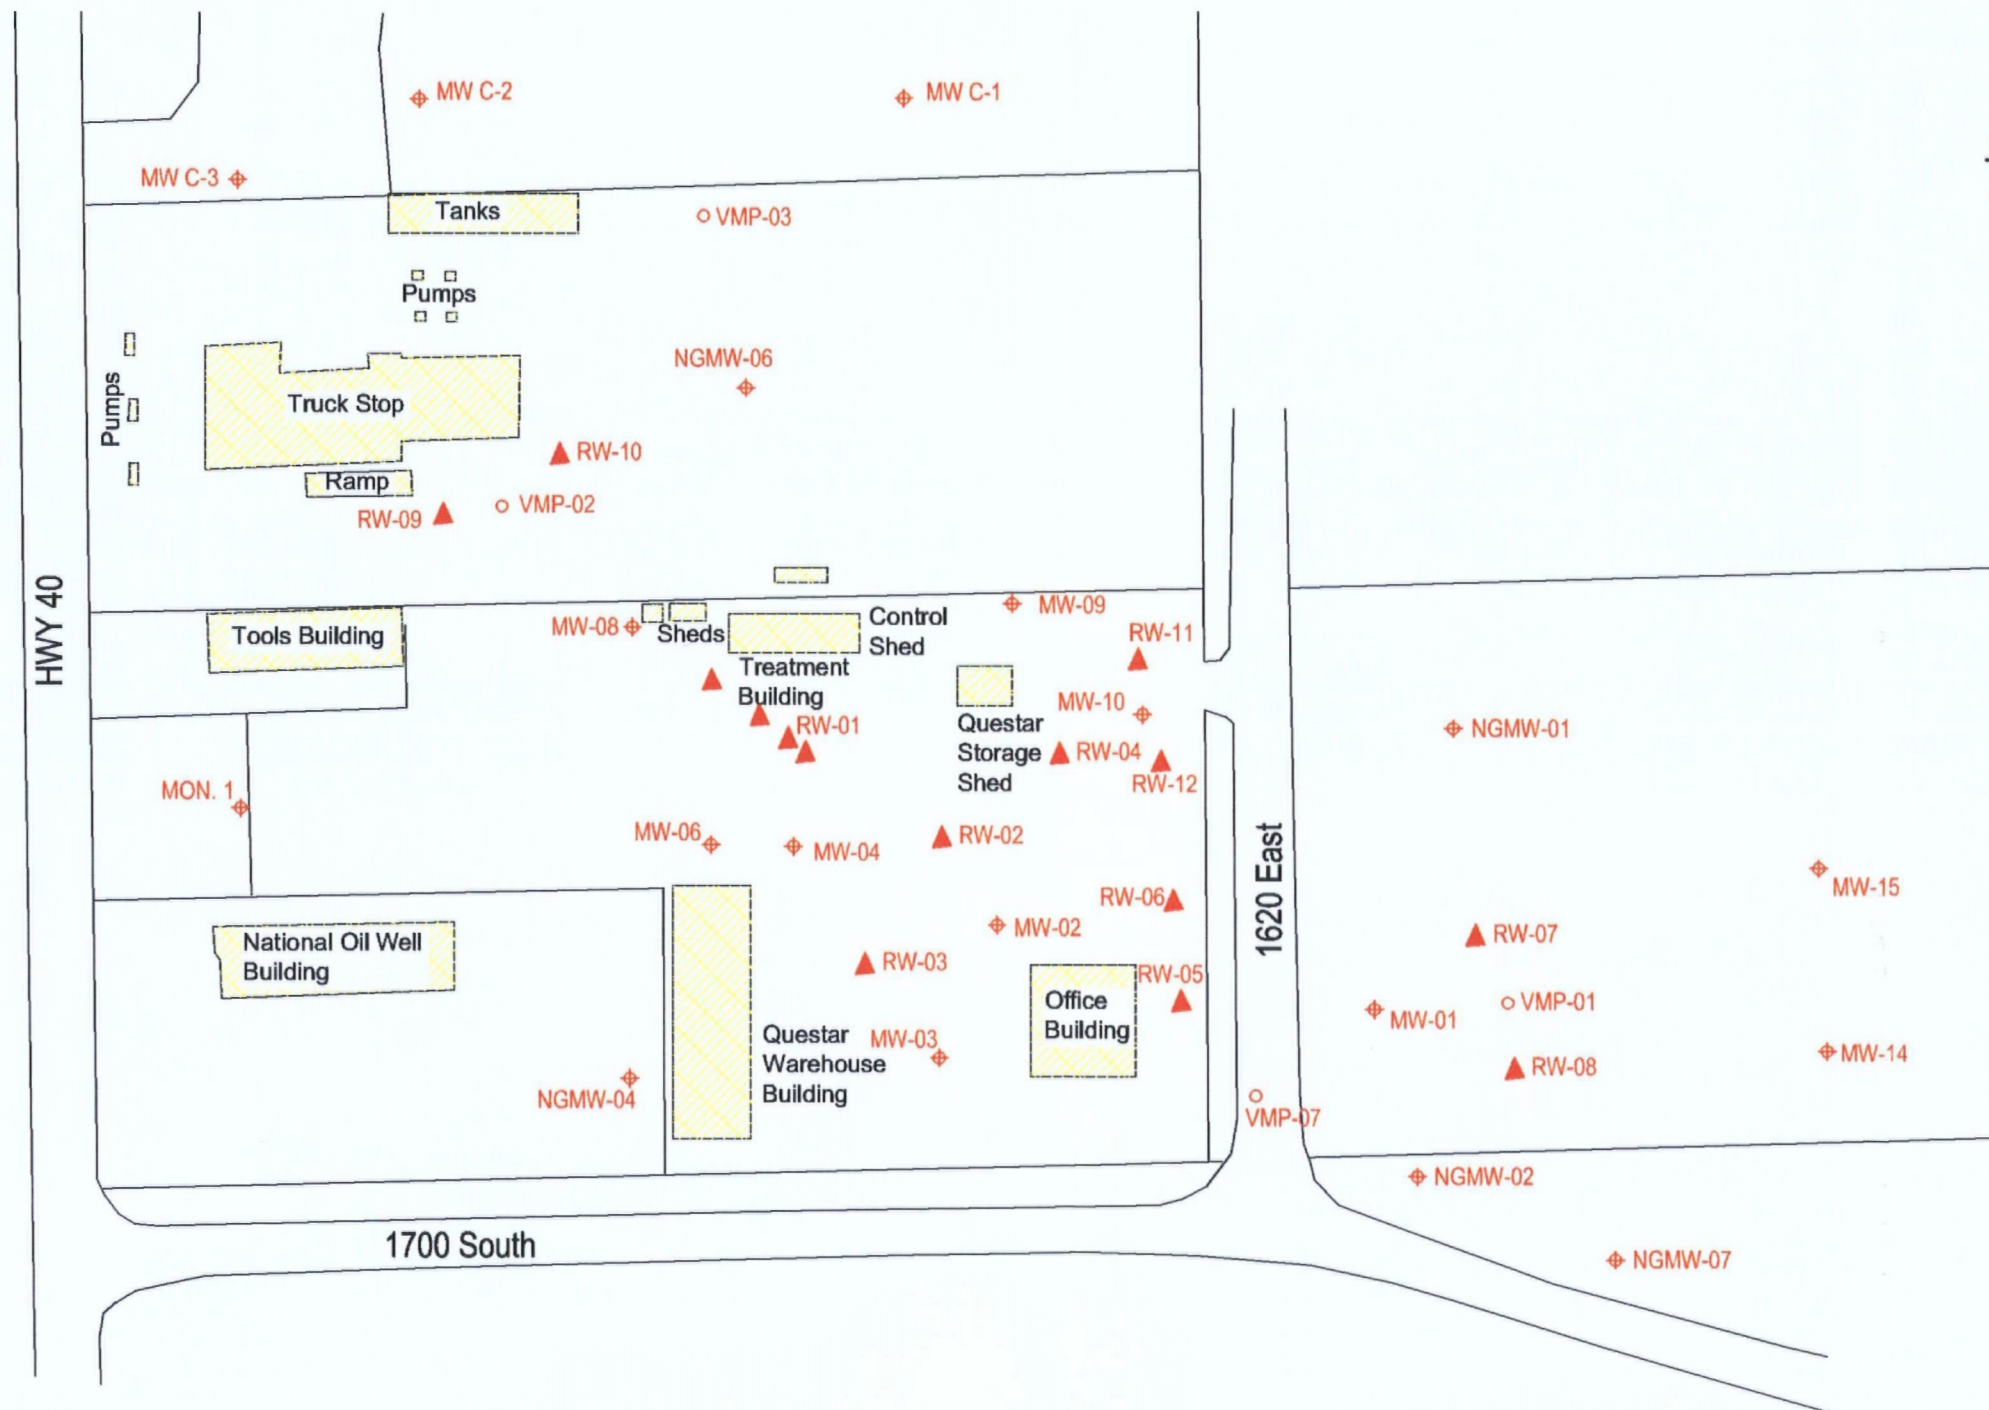 MW C-2
MW C-1
MW C-3
Tanks
VMP-03
Pumps
NGMW-06
Pumps
Truck Stop
RW-10
Ramp
VMP-02
RW-09
HWY 40
Tools Building
MW-08
Sheds
Control
Shed
MW-09
RW-11
Treatment
Building
RW-01
MW-10
Questar
Storage
Shed
RW-04
RW-12
NGMW-01
MON. 1
MW-06
MW-04
RW-02
1620 East
MW-15
RW-06
MW-02
RW-07
National Oil Well
Building
RW-03
RW-05
Office
Building
MW-01
VMP-01
Questar
Warehouse
Building
MW-03
MW-14
RW-08
NGMW-04
VMP-07
NGMW-02
1700 South
NGMW-07